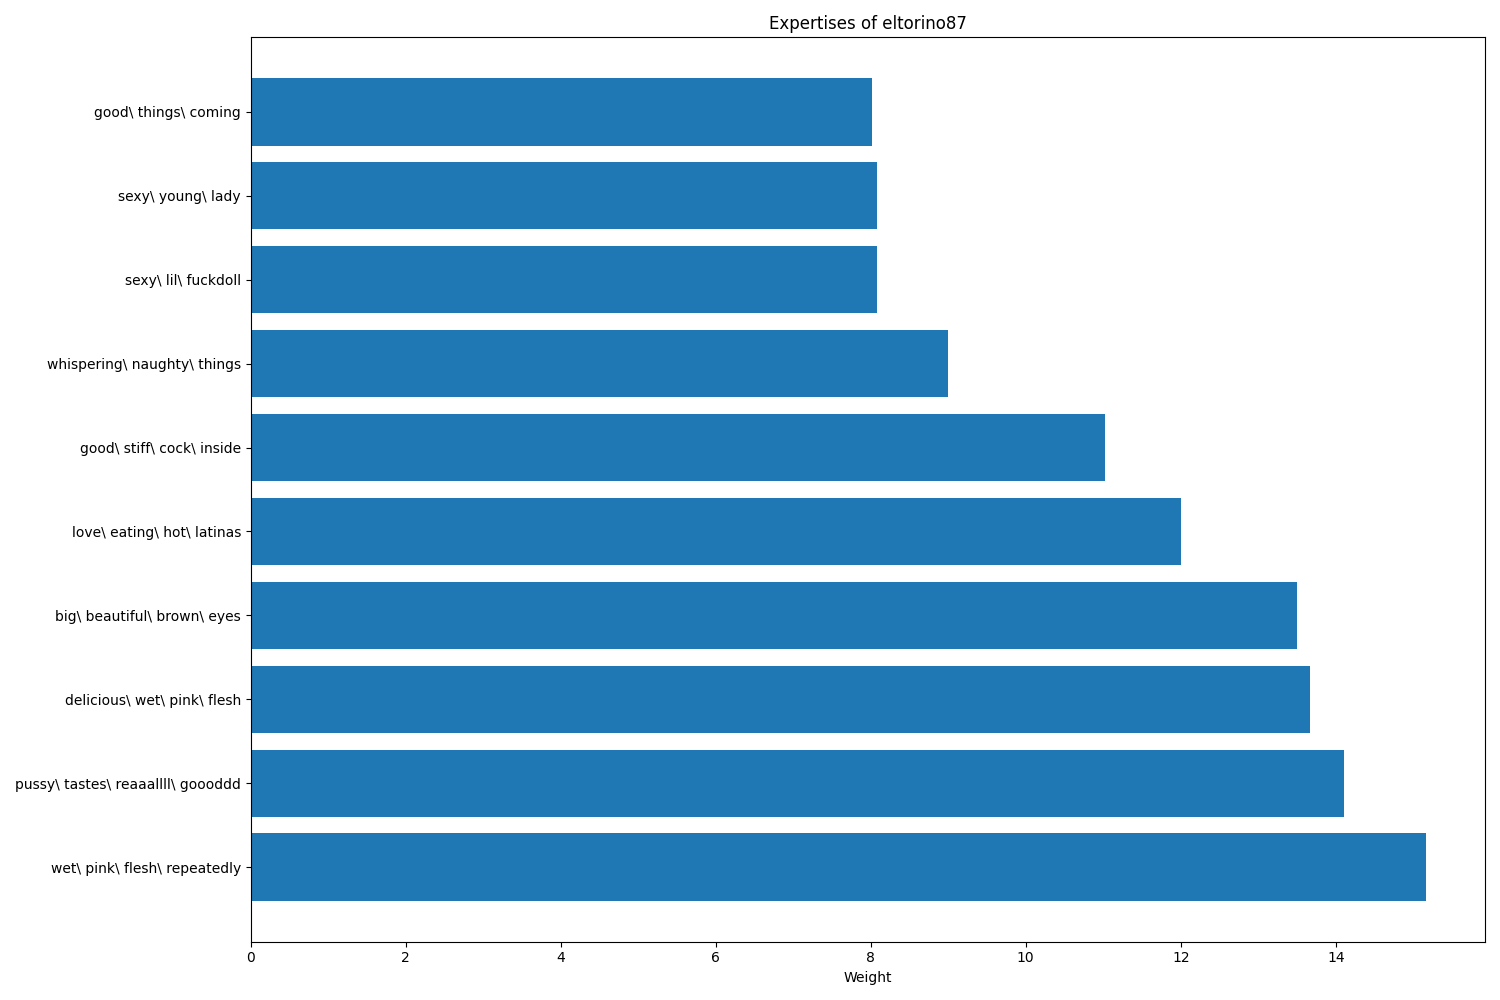 Expertises of eltorino87
good\ things\ coming
sexy\ young\ lady
sexy\ lil\ fuckdoll
whispering\ naughty\ things
good\ stiff\ cock\ inside
love\ eating\ hot\ latinas
big\ beautiful\ brown\ eyes
delicious\ wet\ pink\ flesh
pussy\ tastes\ reaaallll\ goooddd
wet\ pink\ flesh\ repeatedly
0 2 4 6 8 10 12 14
Weight